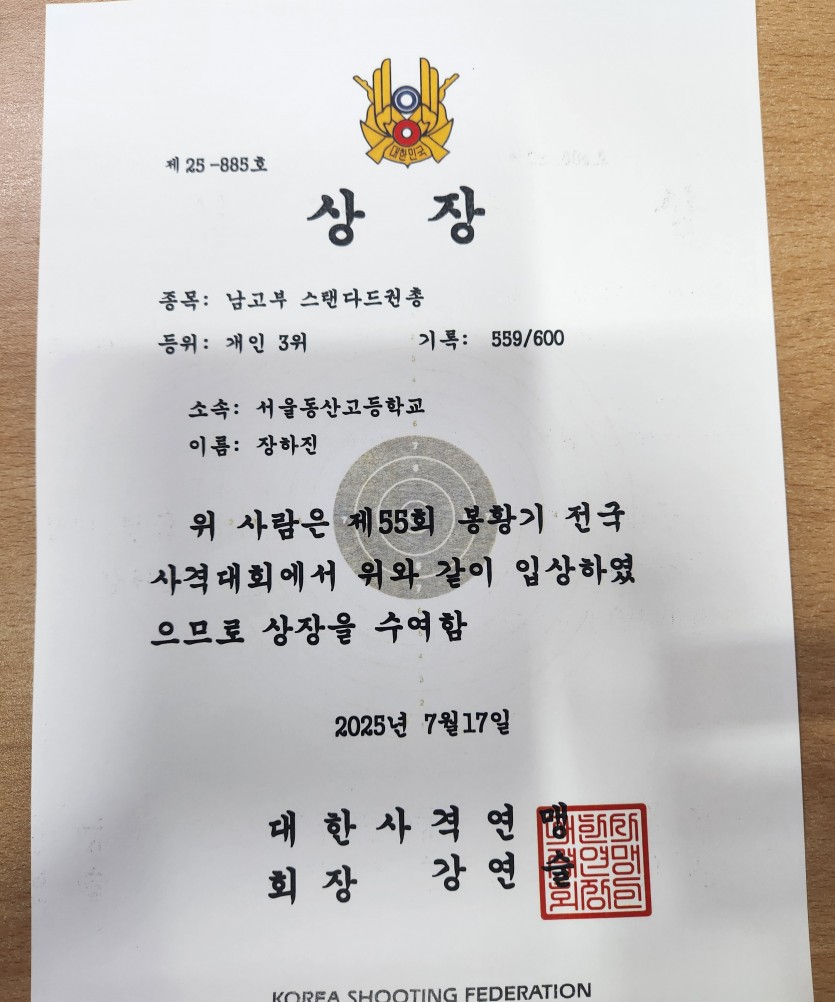 대한민국
제 25-885호
상 장
종목: 남고부 스탠다드권총
등위: 개인 3위 기록: 559/600
소속: 서울동산고등학교
이름: 장하진
위 사람은 제55회 봉황기 전국
사격대회에서 위와 같이 입상하였
으므로 상장을 수여함
2025년 7월17일
대한사격연맹
회장 강연술
KOREA SHOOTING FEDERATION